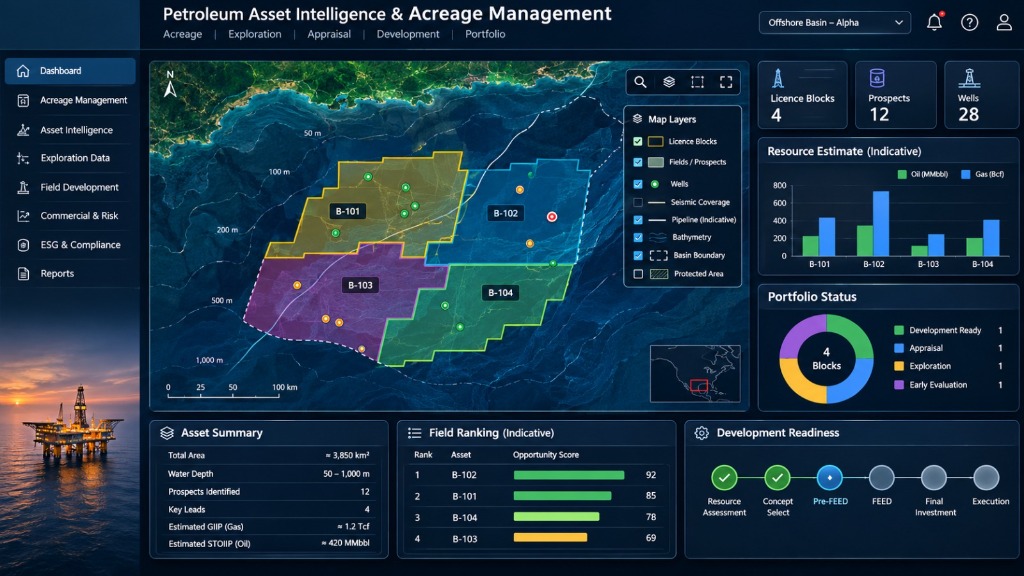 Petroleum Asset Intelligence & Acreage Management
Acreage | Exploration | Appraisal | Development | Portfolio
Offshore Basin – Alpha
Dashboard
Acreage Management
Asset Intelligence
Exploration Data
Field Development
Commercial & Risk
ESG & Compliance
Reports
N
50 m
100 m
200 m
500 m
1,000 m
B-101
B-102
B-103
B-104
0 25 50 100 km
Map Layers
Licence Blocks
Fields / Prospects
Wells
Seismic Coverage
Pipeline (Indicative)
Bathymetry
Basin Boundary
Protected Area
Licence Blocks
4
Prospects
12
Wells
28
Resource Estimate (Indicative)
Oil (MMbbl) Gas (Bcf)
800
600
400
200
0
B-101 B-102 B-103 B-104
Portfolio Status
4
Blocks
Development Ready 1
Appraisal 1
Exploration 1
Early Evaluation 1
Asset Summary
Total Area ≈ 3,850 km²
Water Depth 50 – 1,000 m
Prospects Identified 12
Key Leads 4
Estimated GIIP (Gas) ≈ 1.2 Tcf
Estimated STOIIP (Oil) ≈ 420 MMbbl
Field Ranking (Indicative)
Rank Asset Opportunity Score
1 B-102 92
2 B-101 85
3 B-104 78
4 B-103 69
Development Readiness
Resource Assessment
Concept Select
Pre-FEED
FEED
Final Investment
Execution